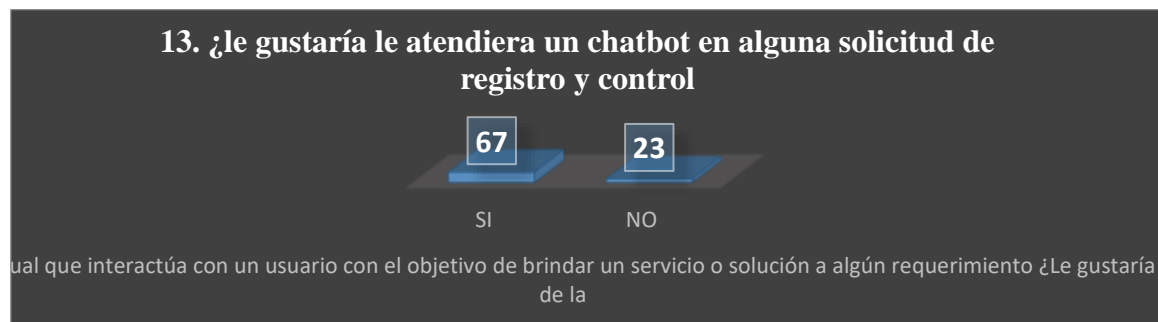 13. ¿le gustaría le atendiera un chatbot en alguna solicitud de
registro y control
67 23
SI NO
que interactúa con un usuario con el objetivo de brindar un servicio o solución a algún requerimiento ¿Le gustaría
de la